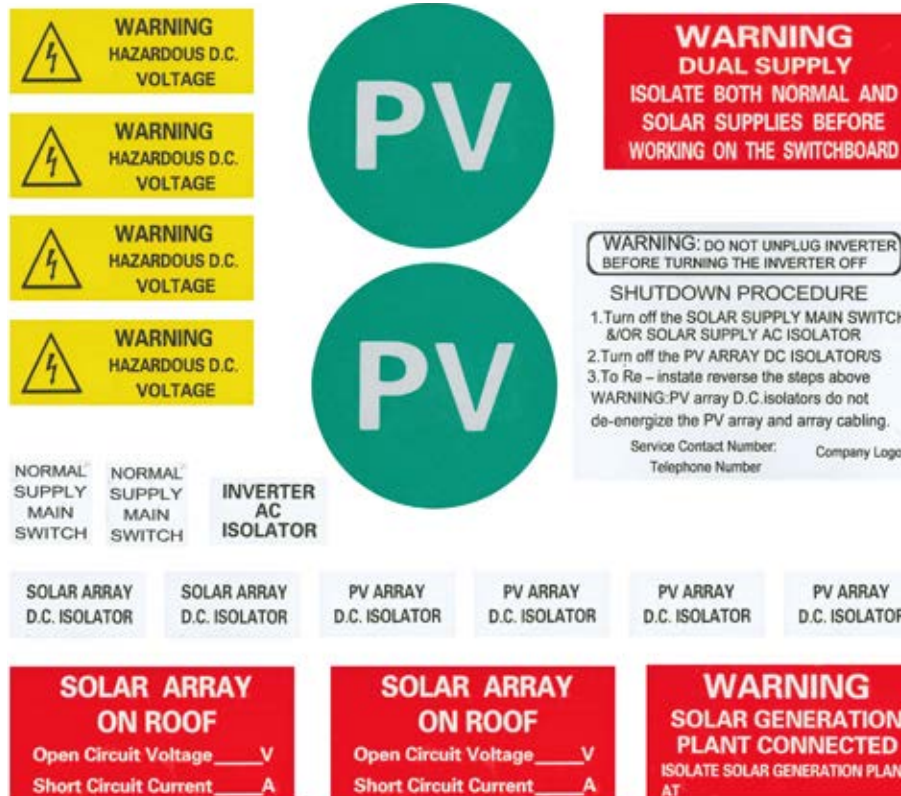 WARNING
HAZARDOUS D.C.
VOLTAGE
WARNING
HAZARDOUS D.C.
VOLTAGE
WARNING
HAZARDOUS D.C.
VOLTAGE
WARNING
HAZARDOUS D.C.
VOLTAGE
PV
PV
WARNING
DUAL SUPPLY
ISOLATE BOTH NORMAL AND
SOLAR SUPPLIES BEFORE
WORKING ON THE SWITCHBOARD
WARNING: DO NOT UNPLUG INVERTER
BEFORE TURNING THE INVERTER OFF
SHUTDOWN PROCEDURE
1.Turn off the SOLAR SUPPLY MAIN SWITCH
&/OR SOLAR SUPPLY AC ISOLATOR
2.Turn off the PV ARRAY DC ISOLATOR/S
3.To Re – instate reverse the steps above
WARNING:PV array D.C.isolators do not
de-energize the PV array and array cabling.
Service Contact Number:
Telephone Number
Company Logo
NORMAL
SUPPLY
MAIN
SWITCH
NORMAL
SUPPLY
MAIN
SWITCH
INVERTER
AC
ISOLATOR
SOLAR ARRAY
D.C. ISOLATOR
SOLAR ARRAY
D.C. ISOLATOR
PV ARRAY
D.C. ISOLATOR
PV ARRAY
D.C. ISOLATOR
PV ARRAY
D.C. ISOLATOR
PV ARRAY
D.C. ISOLATOR
SOLAR ARRAY
ON ROOF
Open Circuit Voltage____V
Short Circuit Current____A
SOLAR ARRAY
ON ROOF
Open Circuit Voltage____V
Short Circuit Current____A
WARNING
SOLAR GENERATION
PLANT CONNECTED
ISOLATE SOLAR GENERATION PLAN
AT